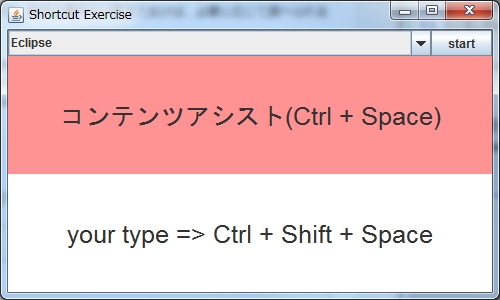 Shortcut Exercise
Eclipse
start
コンテンツアシスト(Ctrl + Space)
your type => Ctrl + Shift + Space